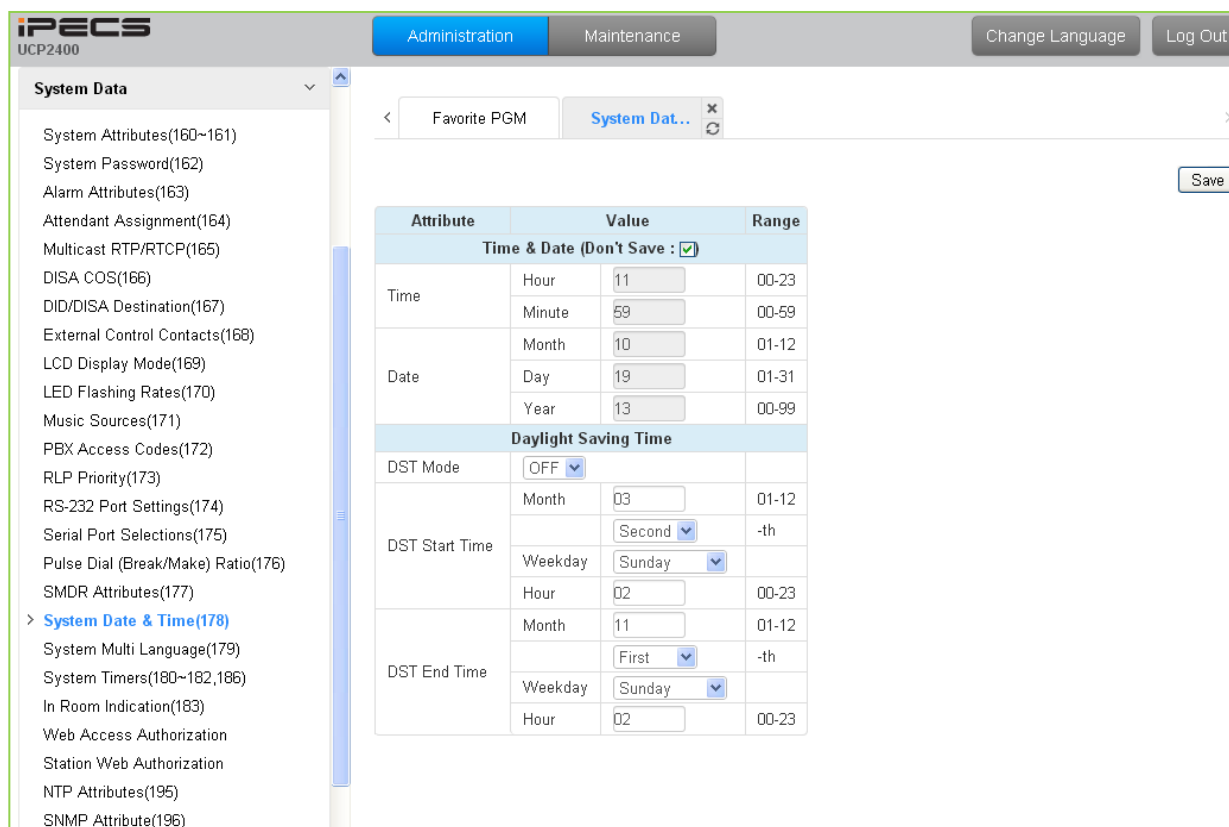 iPECS
UCP2400
Administration
Maintenance
Change Language
Log Out
System Data
System Attributes(160~161)
System Password(162)
Alarm Attributes(163)
Attendant Assignment(164)
Multicast RTP/RTCP(165)
DISA COS(166)
DID/DISA Destination(167)
External Control Contacts(168)
LCD Display Mode(169)
LED Flashing Rates(170)
Music Sources(171)
PBX Access Codes(172)
RLP Priority(173)
RS-232 Port Settings(174)
Serial Port Selections(175)
Pulse Dial (Break/Make) Ratio(176)
SMDR Attributes(177)
> System Date & Time(178)
System Multi Language(179)
System Timers(180~182,186)
In Room Indication(183)
Web Access Authorization
Station Web Authorization
NTP Attributes(195)
SNMP Attribute(196)
Favorite PGM
System Dat...
Save
Attribute Value Range
Time & Date (Don't Save : )
Time Hour 11 00-23
Minute 59 00-59
Date Month 10 01-12
Day 19 01-31
Year 13 00-99
Daylight Saving Time
DST Mode OFF
DST Start Time Month 03 01-12
Second -th
Weekday Sunday
Hour 02 00-23
DST End Time Month 11 01-12
First -th
Weekday Sunday
Hour 02 00-23